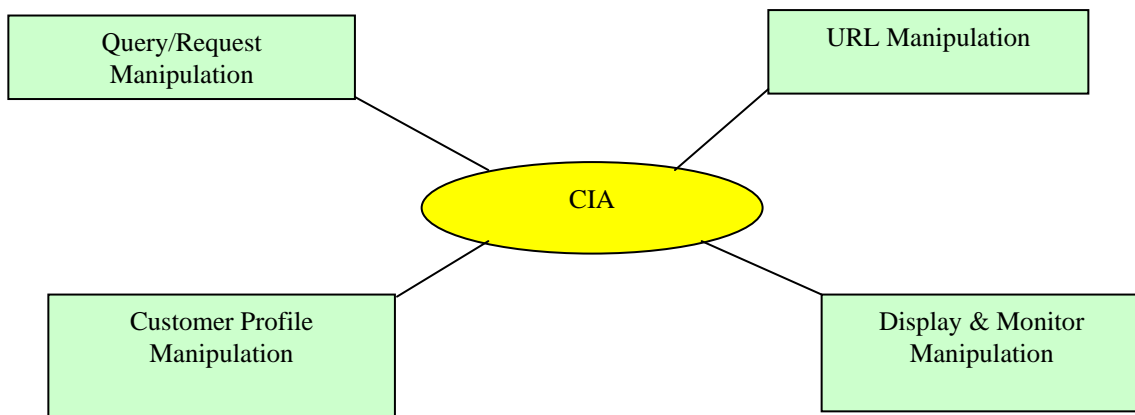 Query/Request
Manipulation
URL Manipulation
CIA
Customer Profile
Manipulation
Display & Monitor
Manipulation